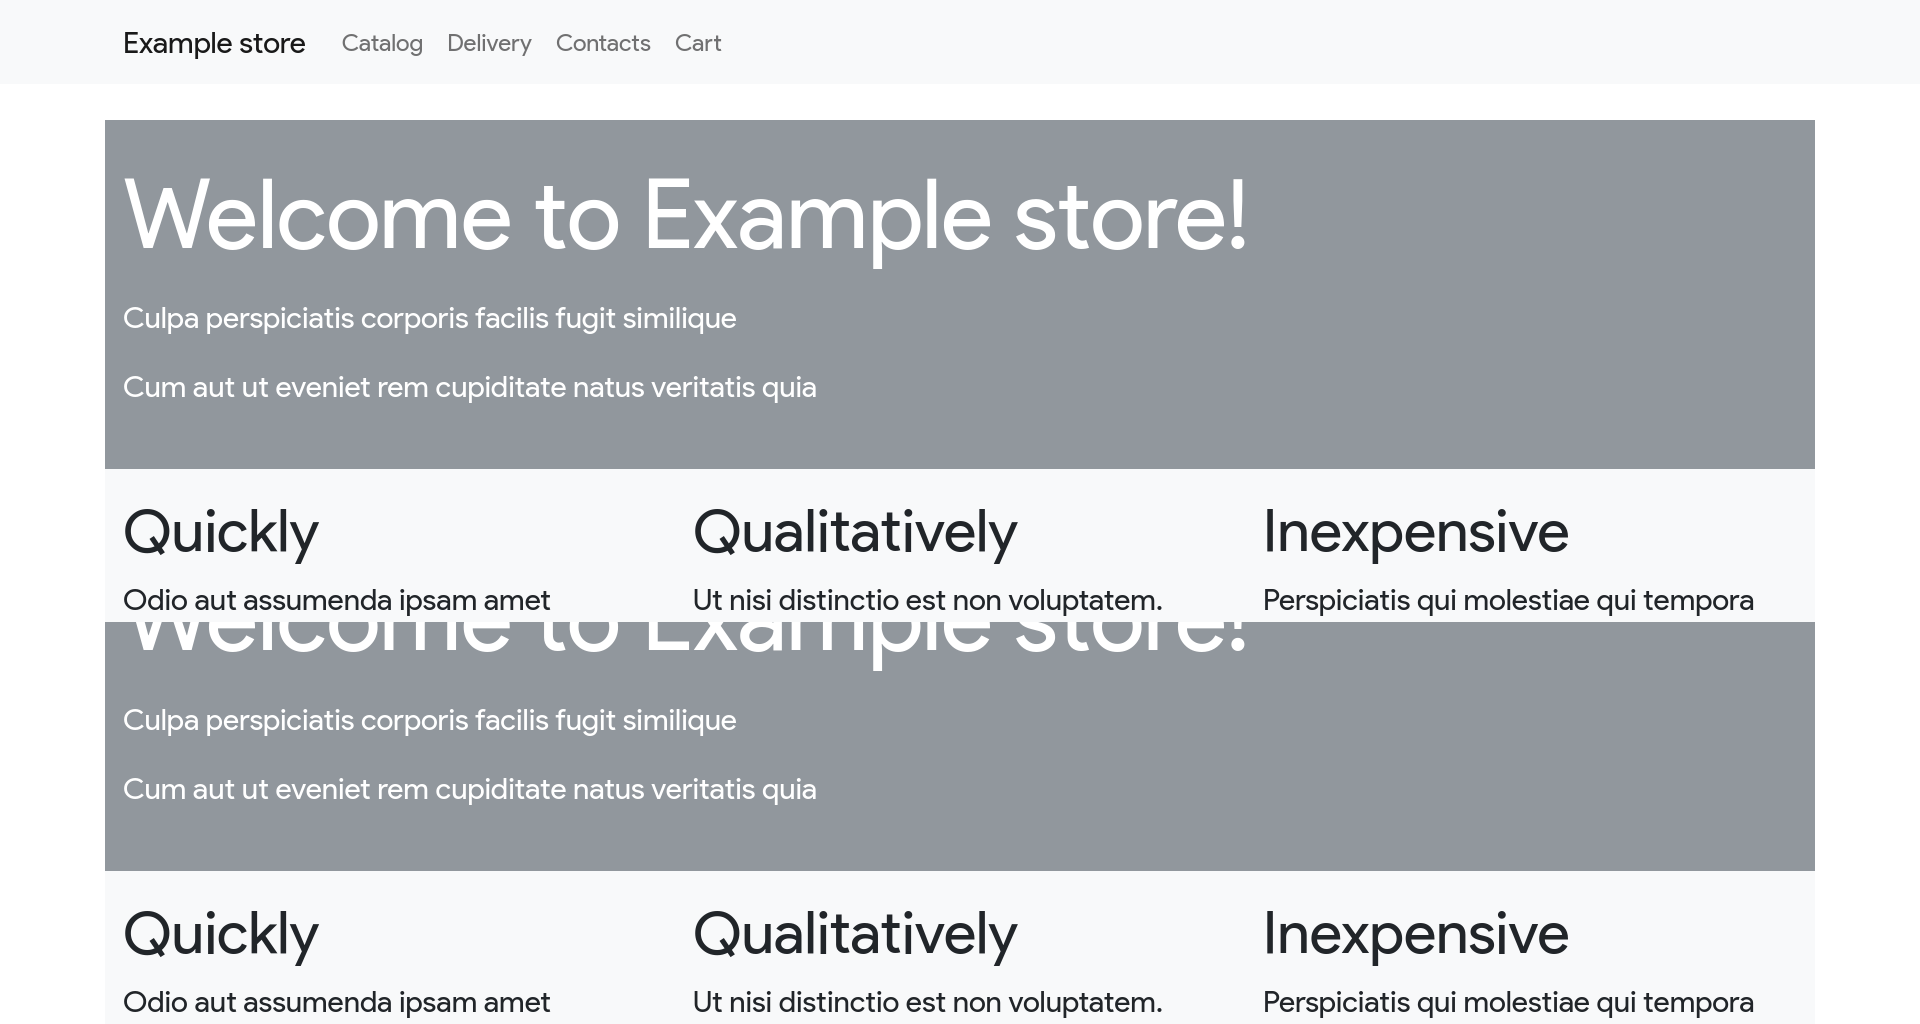 Example store Catalog Delivery Contacts Cart
Welcome to Example store!
Culpa perspiciatis corporis facilis fugit similique
Cum aut ut eveniet rem cupiditate natus veritatis quia
Quickly Qualitatively Inexpensive
Odio aut assumenda ipsam amet Ut nisi distinctio est non voluptatem. Perspiciatis qui molestiae qui tempora
Welcome to Example store!
Culpa perspiciatis corporis facilis fugit similique
Cum aut ut eveniet rem cupiditate natus veritatis quia
Quickly Qualitatively Inexpensive
Odio aut assumenda ipsam amet Ut nisi distinctio est non voluptatem. Perspiciatis qui molestiae qui tempora